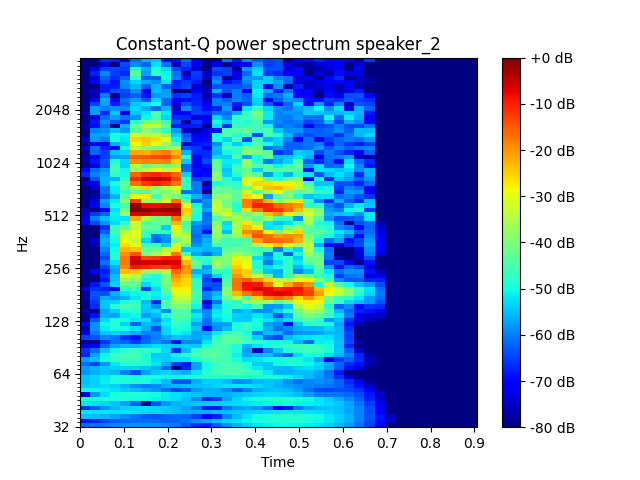 Constant-Q power spectrum speaker_2
Hz
2048
1024
512
256
128
64
32
0 0.1 0.2 0.3 0.4 0.5 0.6 0.7 0.8 0.9
Time
+0 dB
-10 dB
-20 dB
-30 dB
-40 dB
-50 dB
-60 dB
-70 dB
-80 dB